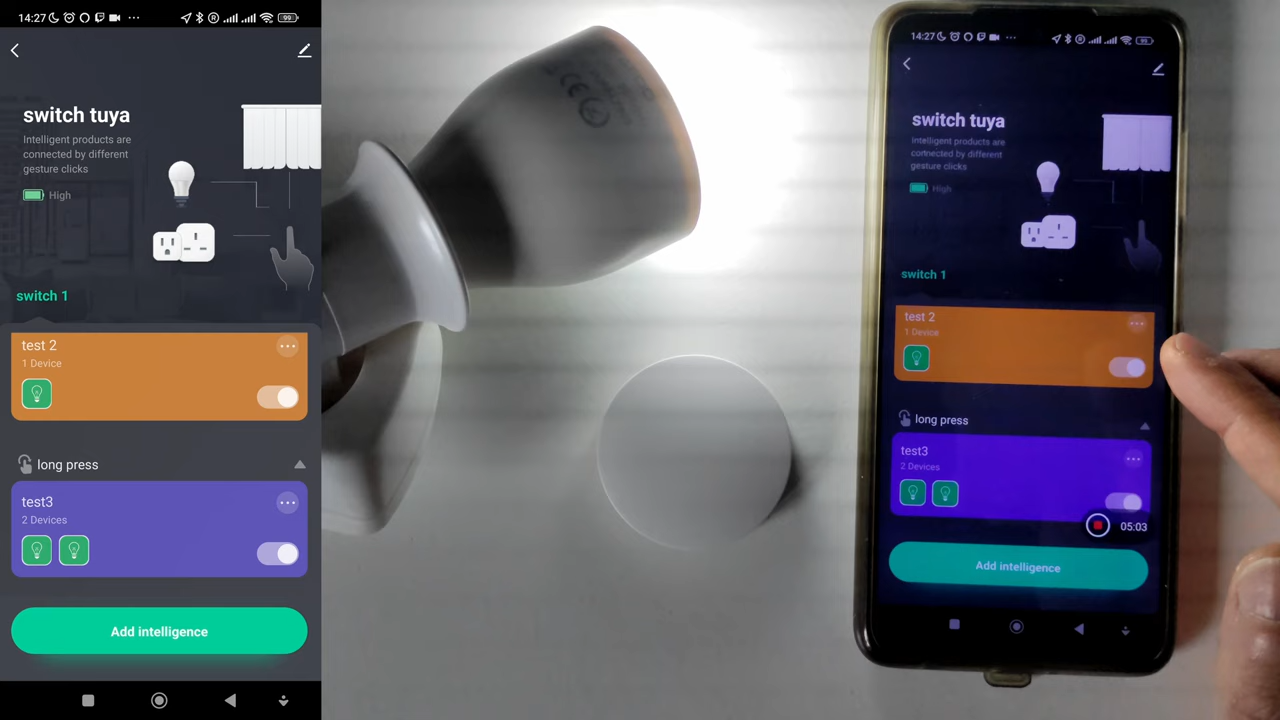 14:27
99
switch tuya
Intelligent products are
connected by different
gesture clicks
High
switch 1
test 2
1 Device
long press
test3
2 Devices
Add intelligence
CE
14:27
switch tuya
Intelligent products are
connected by different
gesture clicks
High
switch 1
test 2
1 Device
long press
test3
2 Devices
05:03
Add intelligence